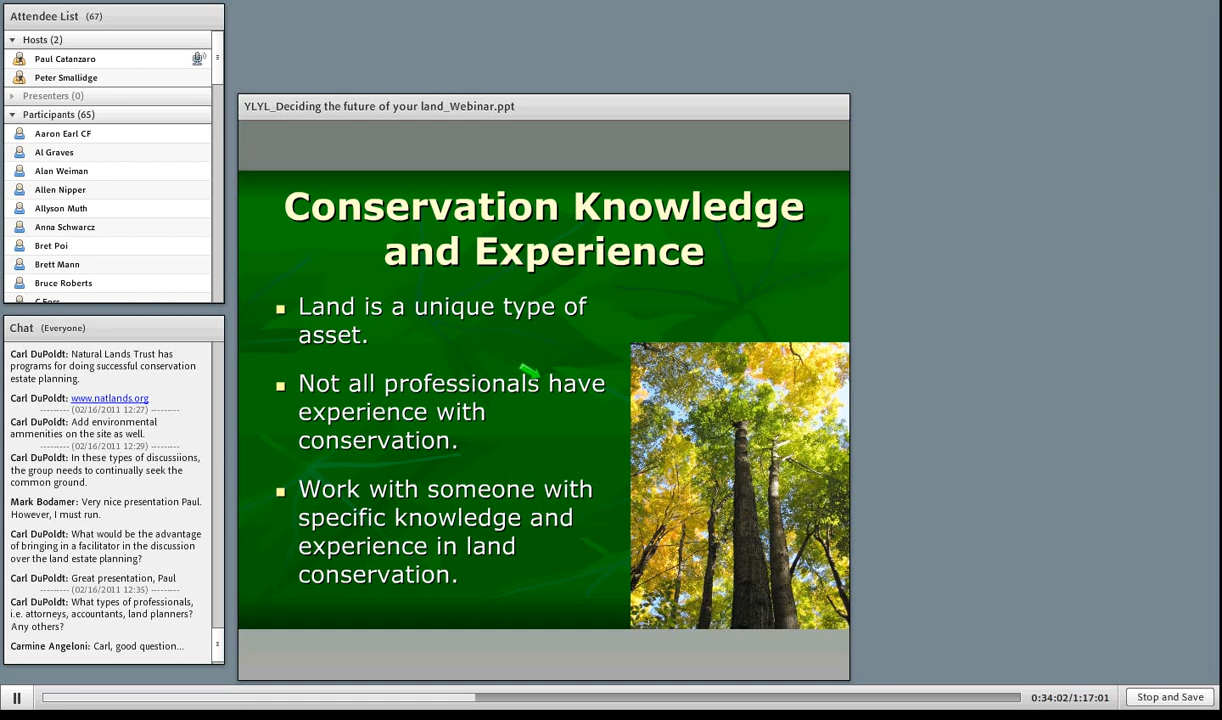 Attendee List (67)
Hosts (2)
Paul Catanzaro
Peter Smallidge
Presenters (0)
Participants (65)
Aaron Earl CF
Al Graves
Alan Weiman
Allen Nipper
Allyson Muth
Anna Schwarcz
Bret Poi
Brett Mann
Bruce Roberts
Chat (Everyone)
Carl DuPoldt: Natural Lands Trust has
programs for doing successful conservation
estate planning.
Carl DuPoldt: www.natlands.org
--------- (02/16/2011 12:27) ---------
Carl DuPoldt: Add environmental
ammenities on the site as well.
--------- (02/16/2011 12:29) ---------
Carl DuPoldt: In these types of discussiions,
the group needs to continually seek the
common ground.
Mark Bodamer: Very nice presentation Paul.
However, I must run.
Carl DuPoldt: What would be the advantage
of bringing in a facilitator in the discussion
over the land estate planning?
Carl DuPoldt: Great presentation, Paul
--------- (02/16/2011 12:35) ---------
Carl DuPoldt: What types of professionals,
i.e. attorneys, accountants, land planners?
Any others?
Carmine Angeloni: Carl, good question...
YLYL_Deciding the future of your land_Webinar.ppt
Conservation Knowledge
and Experience
Land is a unique type of
asset.
Not all professionals have
experience with
conservation.
Work with someone with
specific knowledge and
experience in land
conservation.
0:34:02/1:17:01
Stop and Save